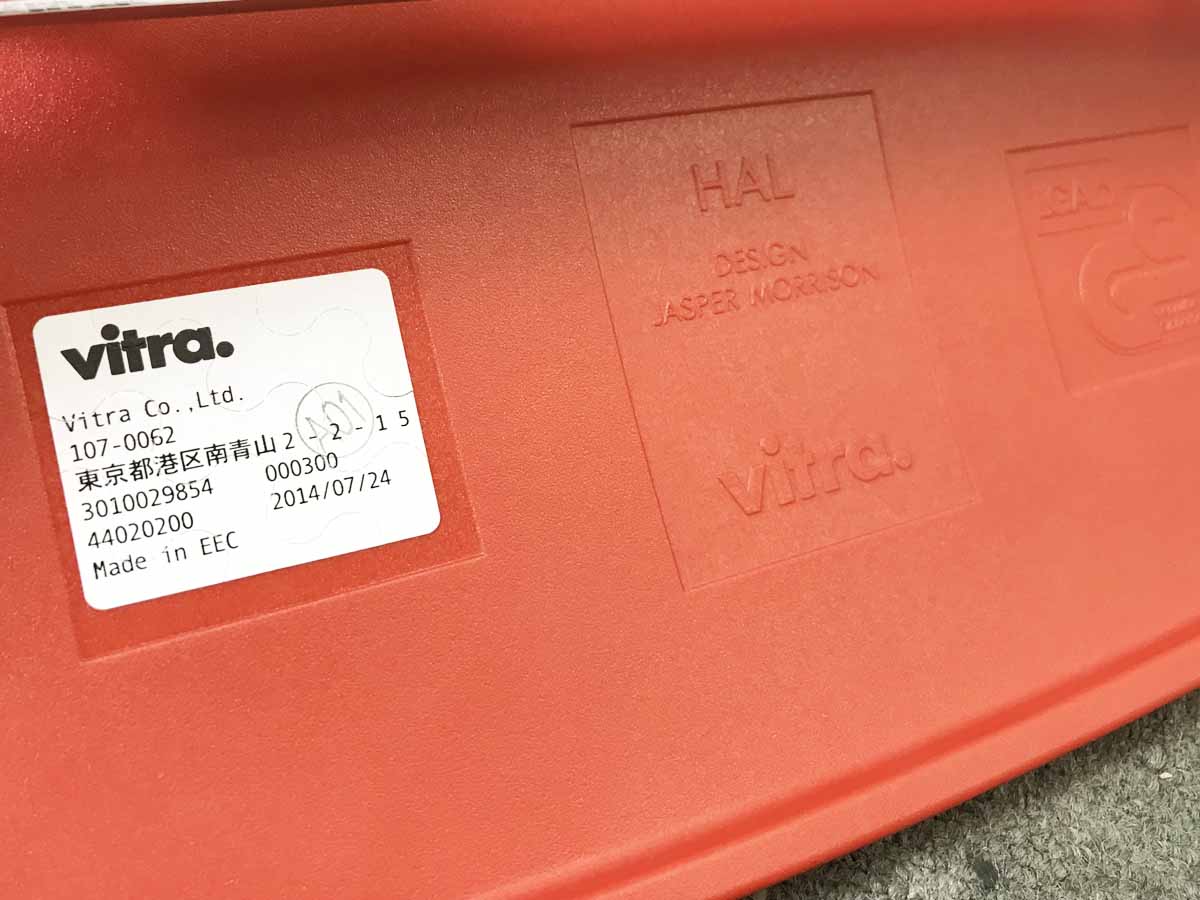 vitra.
Vitra Co.,Ltd.
107-0062
東京都港区南青山2-2-15
3010029854 000300
44020200 2014/07/24
Made in EEC
A01
HAL
DESIGN
JASPER MORRISON
vitra.